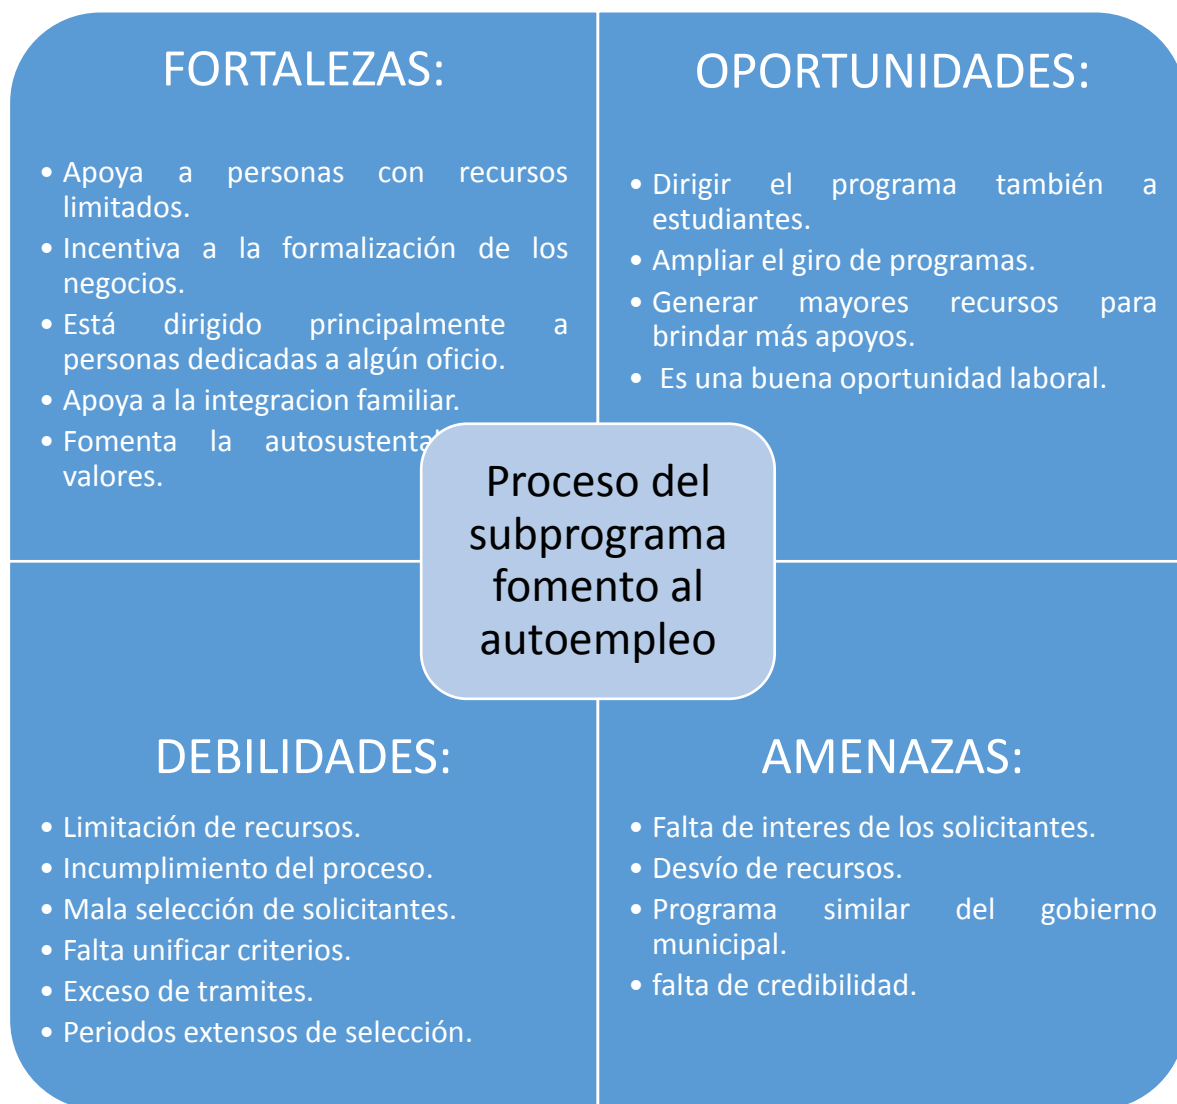 FORTALEZAS:
• Apoya a personas con recursos
limitados.
• Incentiva a la formalización de los
negocios.
• Está dirigido principalmente a
personas dedicadas a algún oficio.
• Apoya a la integracion familiar.
• Fomenta la
valores.
OPORTUNIDADES:
• Dirigir el programa también a
estudiantes.
• Ampliar el giro de programas.
• Generar mayores recursos para
brindar más apoyos.
• Es una buena oportunidad laboral.
Proceso del
subprograma
fomento al
autoempleo
DEBILIDADES:
• Limitación de recursos.
• Incumplimiento del proceso.
• Mala selección de solicitantes.
• Falta unificar criterios.
• Exceso de tramites.
• Periodos extensos de selección.
AMENAZAS:
• Falta de interes de los solicitantes.
• Desvío de recursos.
• Programa similar del gobierno
municipal.
• falta de credibilidad.